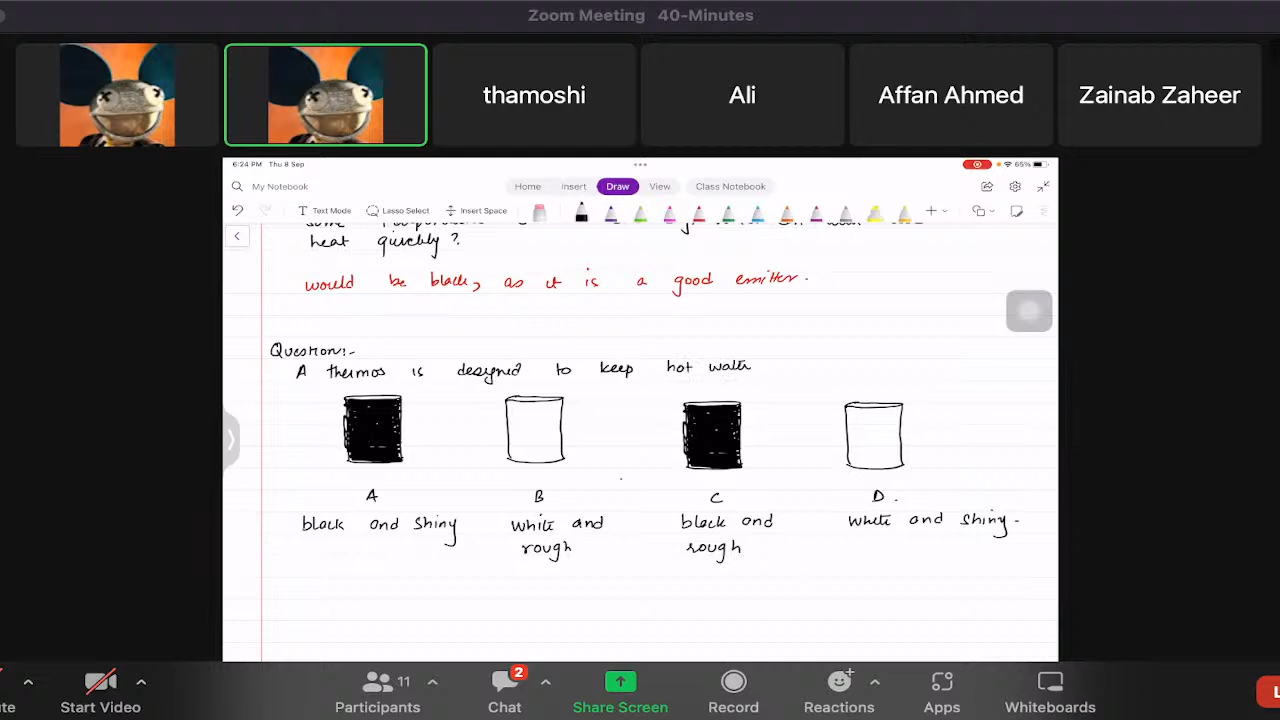 Zoom Meeting 40-Minutes
thamoshi
Ali
Affan Ahmed
Zainab Zaheer
6:24 PM Thu 8 Sep
65%
My Notebook
Home Insert Draw View Class Notebook
Text Mode Lasso Select Insert Space
heat quickly?
would be black, as it is a good emitter.
Question:-
A thermos is designed to keep hot water
A B C D.
black and shiny
white and
rough
black and
rough
white and shiny.
Start Video
Participants 11
Chat 2
Share Screen
Record
Reactions
Apps
Whiteboards